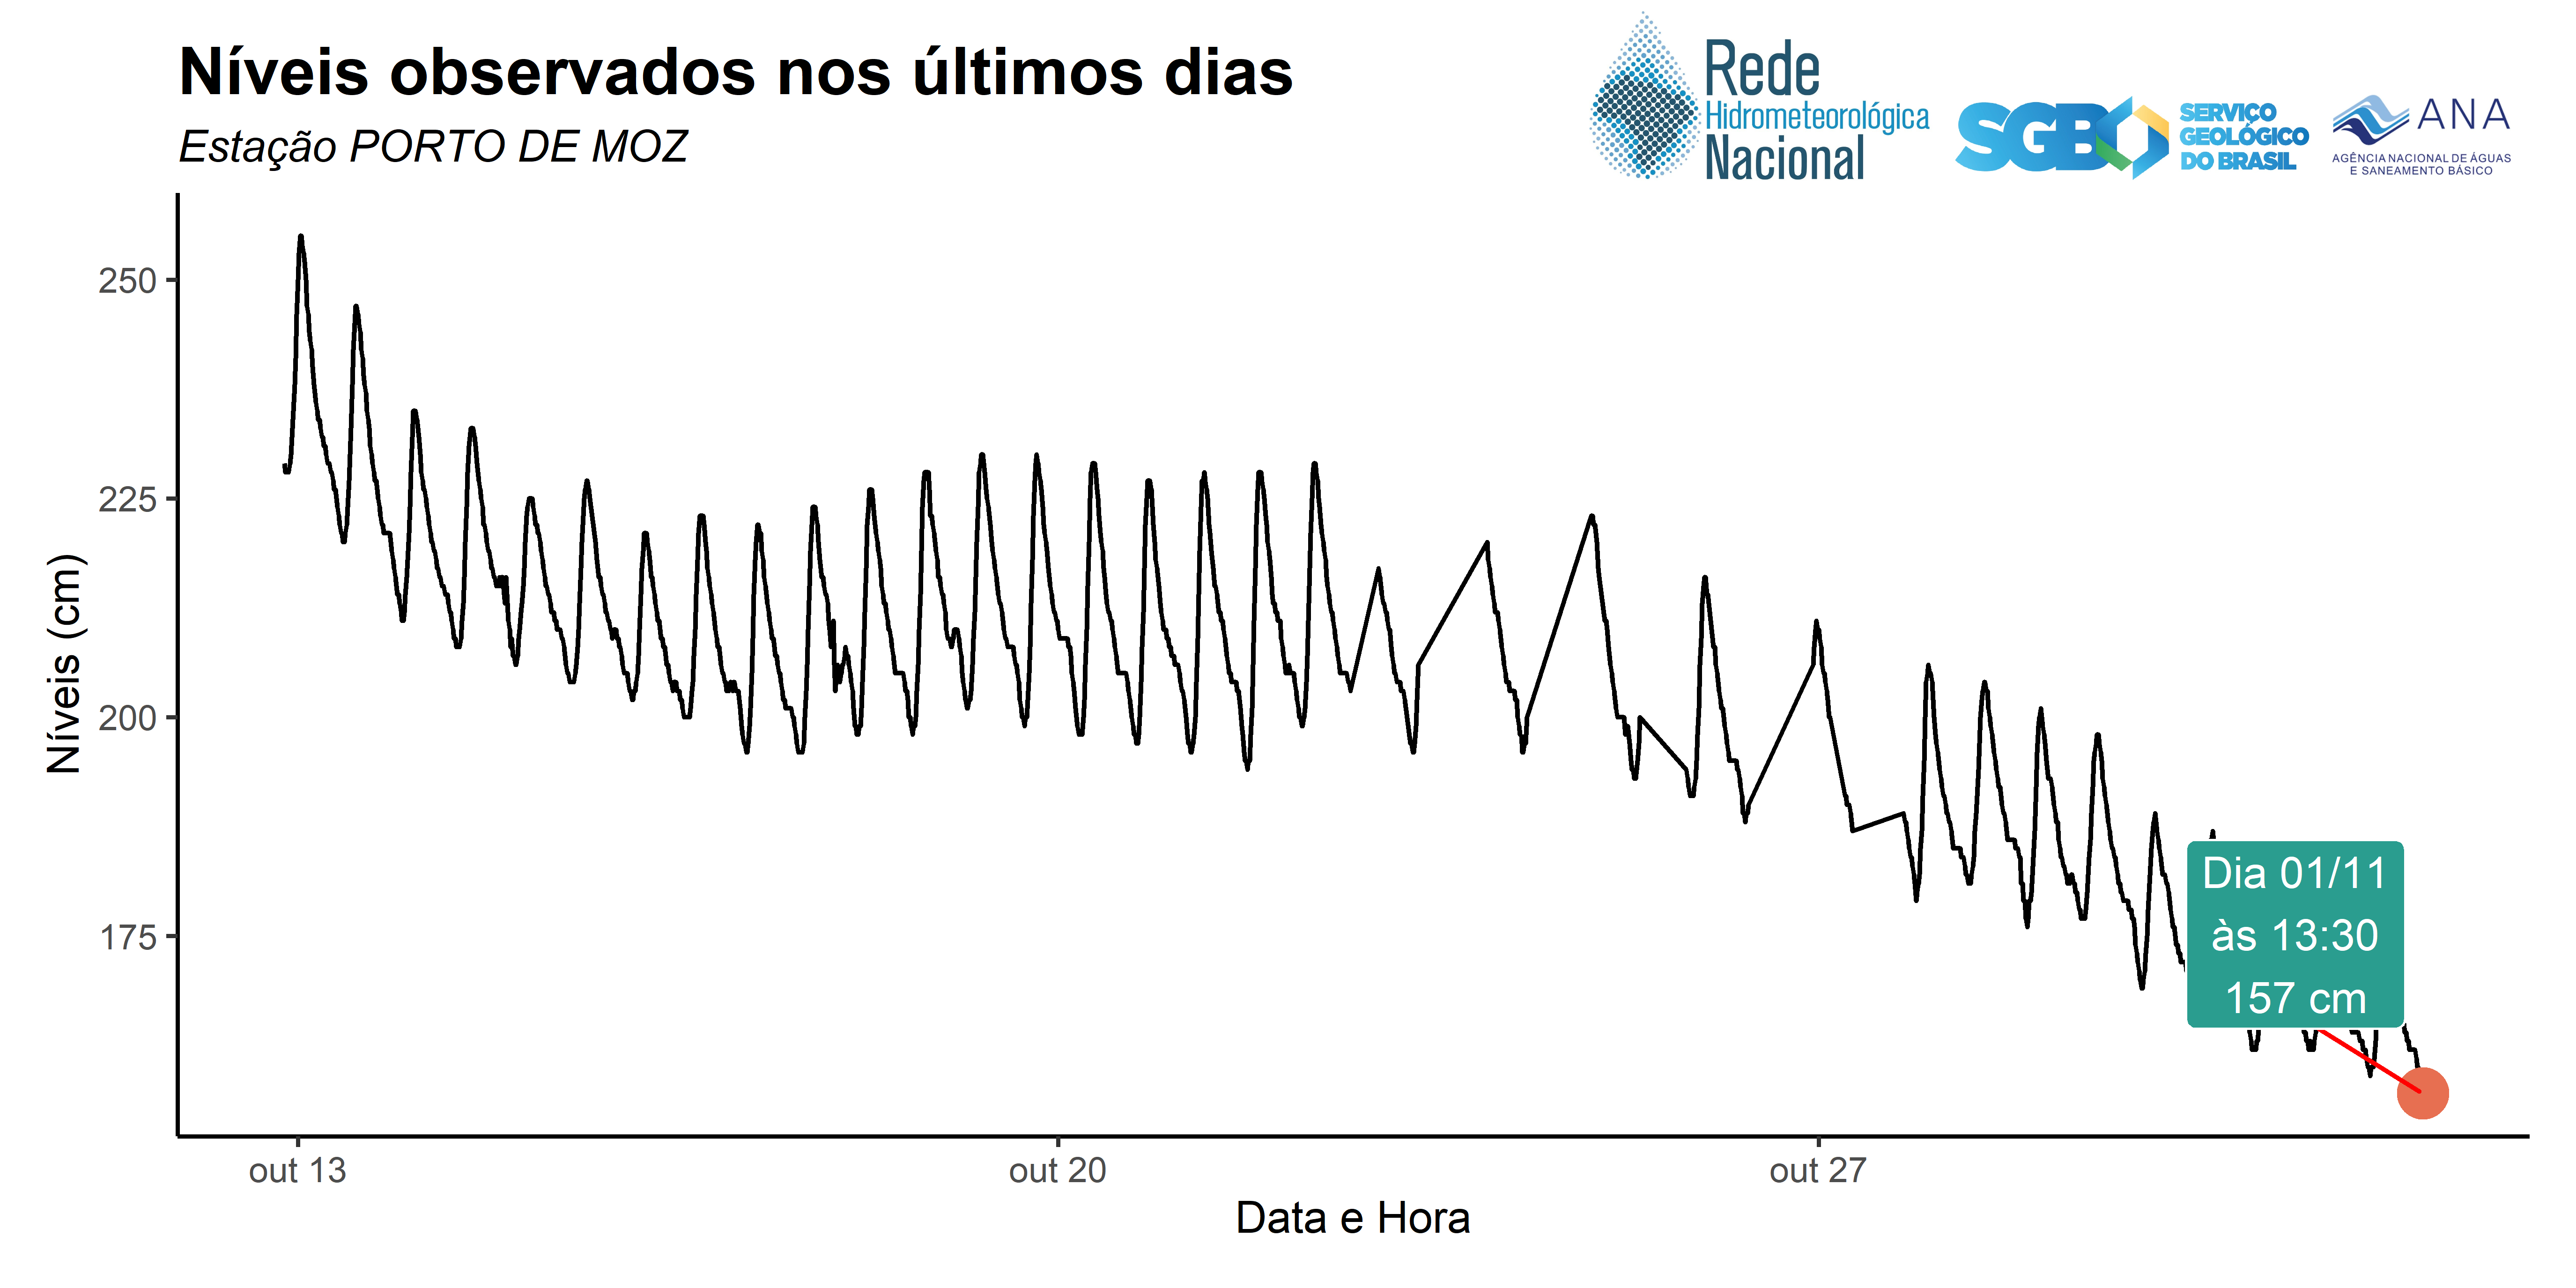 Níveis observados nos últimos dias
Estação PORTO DE MOZ
Rede
Hidrometeorológica
Nacional
SGB
SERVIÇO
GEOLÓGICO
DO BRASIL
ANA
AGÊNCIA NACIONAL DE ÁGUAS
E SANEAMENTO BÁSICO
Níveis (cm)
250
225
200
175
Dia 01/11
às 13:30
157 cm
out 13
out 20
out 27
Data e Hora